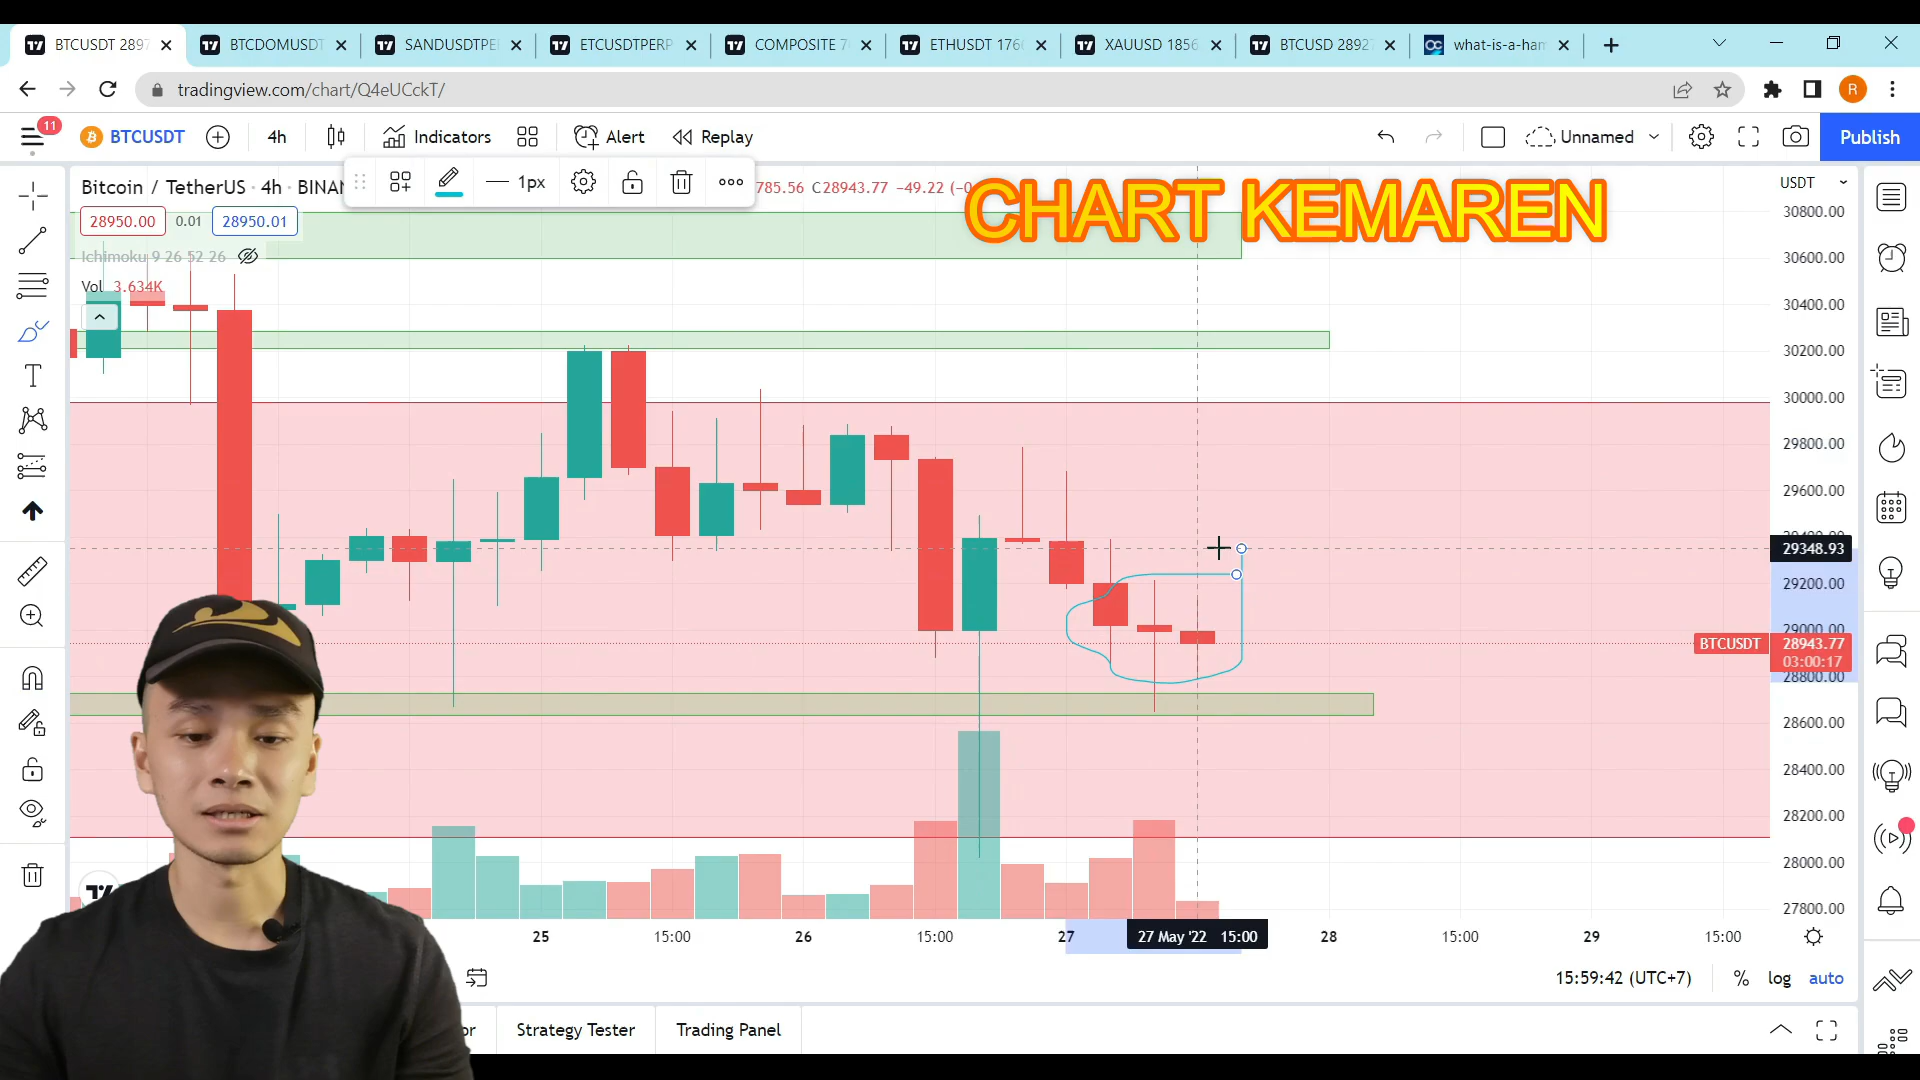 BTCUSDT 289
BTCDOMUSDT
SANDUSDTPE
ETCUSDTPERP
COMPOSITE 7
ETHUSDT 1766
XAUUSD 1856
BTCUSD 2892
what-is-a-ham
tradingview.com/chart/Q4eUCckT/
R
11
BTCUSDT
4h
Indicators
Alert
Replay
Unnamed
Publish
1px
Bitcoin / TetherUS · 4h · BINAN
785.56 C28943.77 −49.22 (−0
CHART KEMAREN
USDT
28950.00
0.01
28950.01
Ichimoku 9 26 52 26
Vol 3.634K
30800.00
30600.00
30400.00
30200.00
30000.00
29800.00
29600.00
29400.00
29348.93
29200.00
29000.00
BTCUSDT
28943.77
03:00:17
28800.00
28600.00
28400.00
28200.00
28000.00
27800.00
25
15:00
26
15:00
27
27 May '22 15:00
28
15:00
29
15:00
15:59:42 (UTC+7)
%
log
auto
or
Strategy Tester
Trading Panel